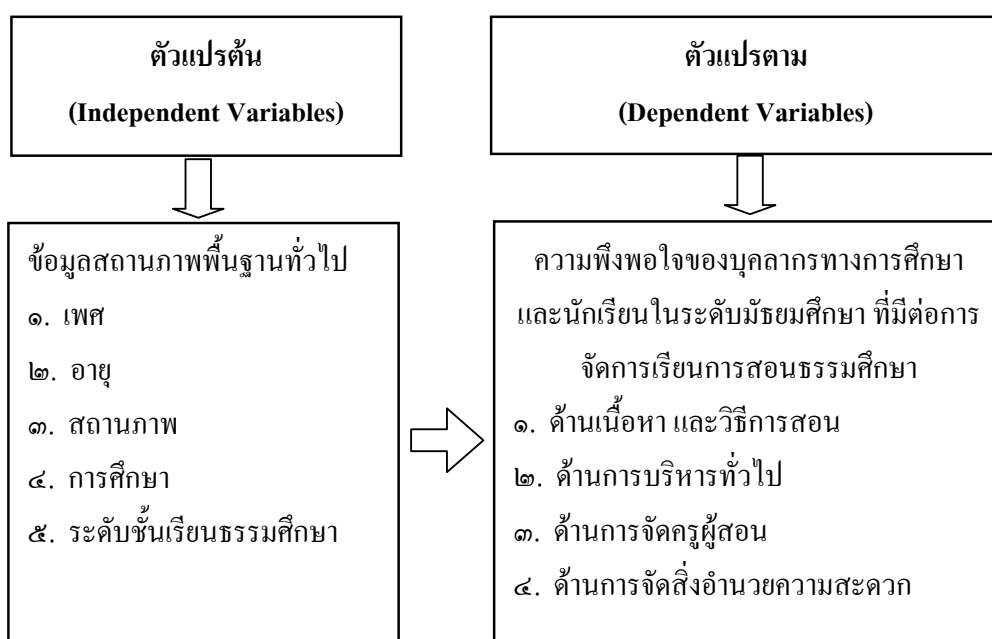 ตัวแปรต้น
(Independent Variables)
ตัวแปรตาม
(Dependent Variables)
ข้อมูลสถานภาพพื้นฐานทั่วไป
๑. เพศ
๒. อายุ
๓. สถานภาพ
๔. การศึกษา
๕. ระดับชั้นเรียนธรรมศึกษา
ความพึงพอใจของบุคลากรทางการศึกษา
และนักเรียนในระดับมัธยมศึกษา ที่มีต่อการ
จัดการเรียนการสอนธรรมศึกษา
๑. ด้านเนื้อหา และวิธีการสอน
๒. ด้านการบริหารทั่วไป
๓. ด้านการจัดครูผู้สอน
๔. ด้านการจัดสิ่งอำนวยความสะดวก